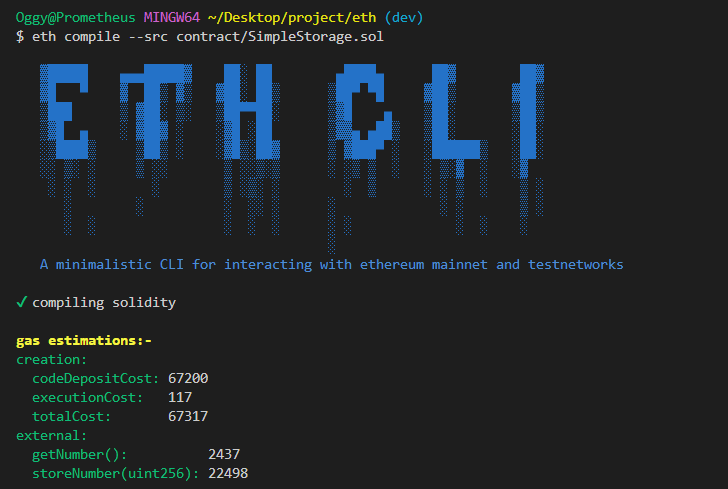 Oggy@Prometheus MINGW64 ~/Desktop/project/eth (dev)
$ eth compile --src contract/SimpleStorage.sol
ETH CLI
A minimalistic CLI for interacting with ethereum mainnet and testnetworks
✓ compiling solidity
gas estimations:-
creation:
codeDepositCost: 67200
executionCost: 117
totalCost: 67317
external:
getNumber(): 2437
storeNumber(uint256): 22498